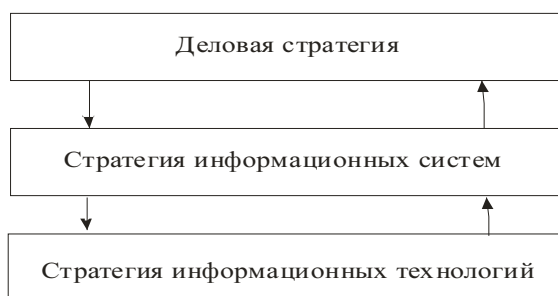 Деловая стратегия
Стратегия информационных систем
Стратегия информационных технологий